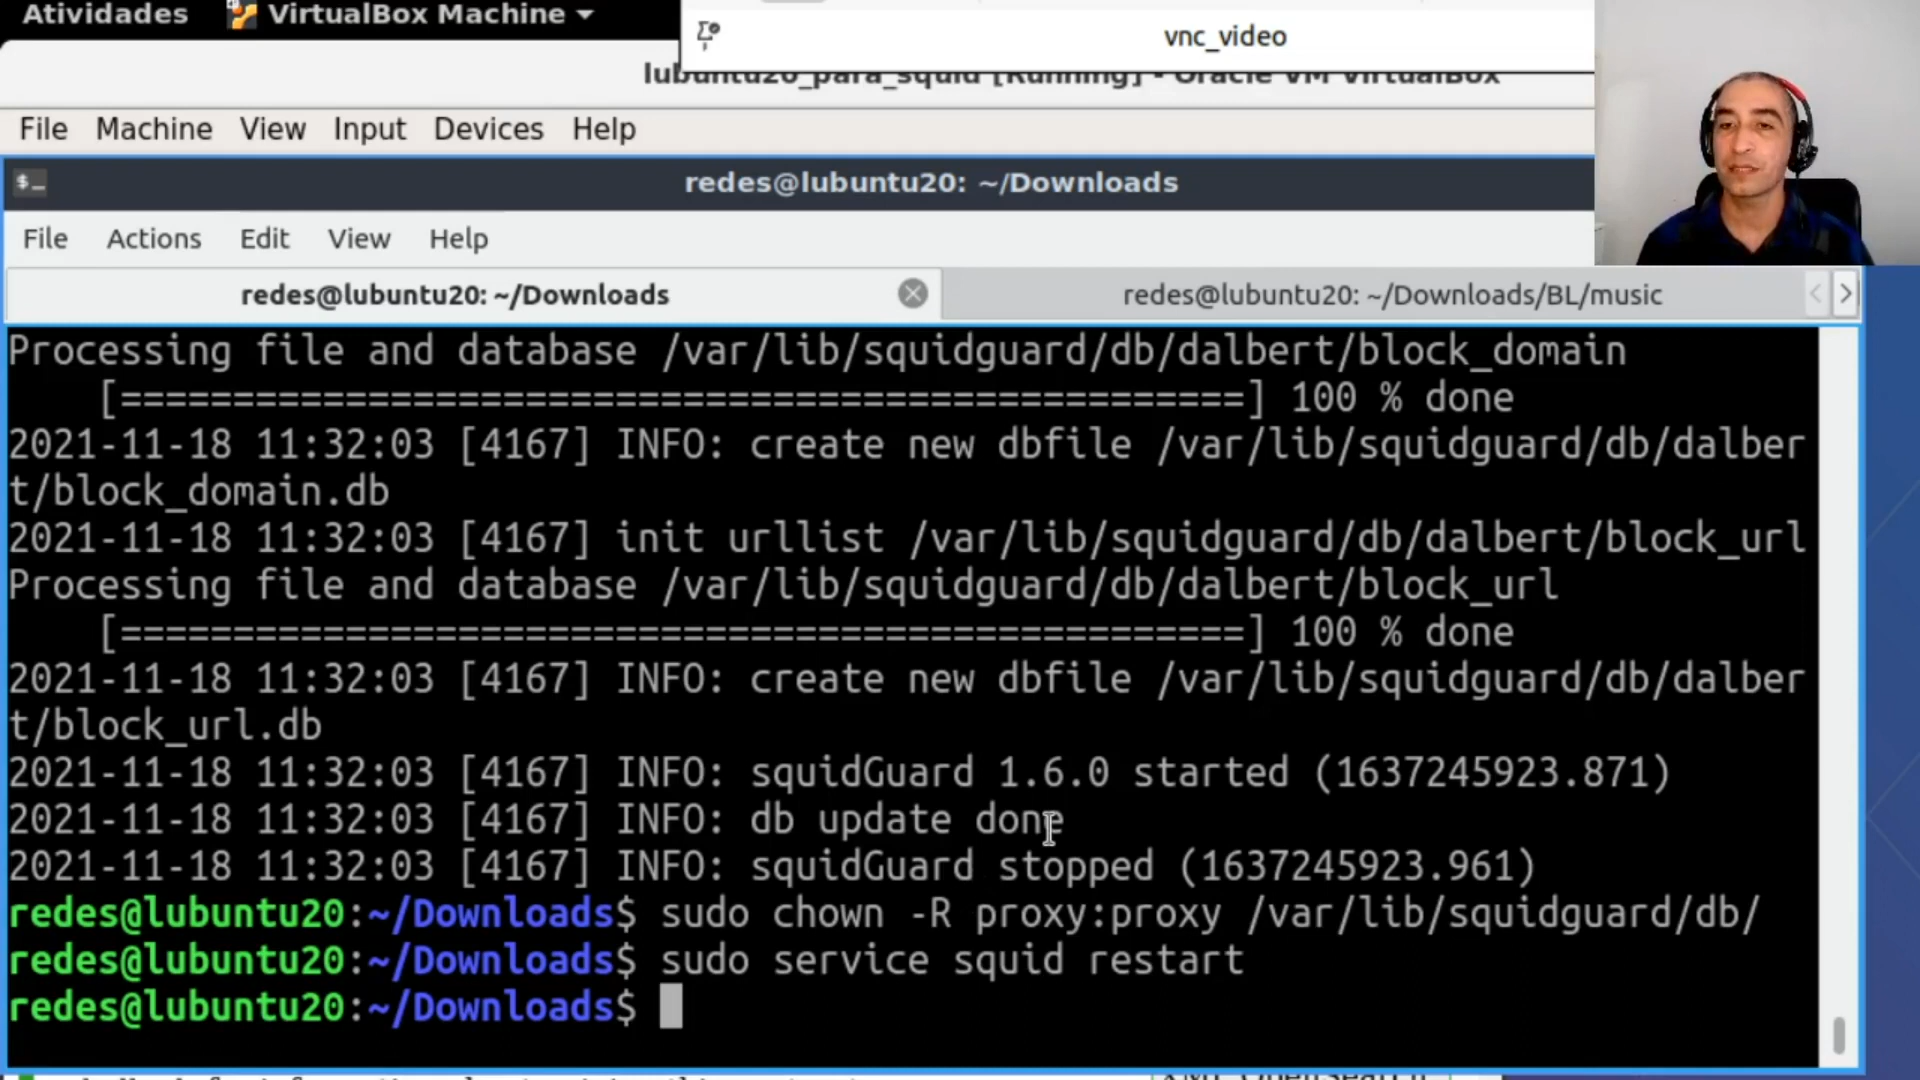 Atividades
VirtualBox Machine
vnc_video
lubuntu20_para_squid [Running] - Oracle VM VirtualBox
File Machine View Input Devices Help
$_
redes@lubuntu20: ~/Downloads
File Actions Edit View Help
redes@lubuntu20: ~/Downloads
redes@lubuntu20: ~/Downloads/BL/music
Processing file and database /var/lib/squidguard/db/dalbert/block_domain
[==================================================] 100 % done
2021-11-18 11:32:03 [4167] INFO: create new dbfile /var/lib/squidguard/db/dalber
t/block_domain.db
2021-11-18 11:32:03 [4167] init urllist /var/lib/squidguard/db/dalbert/block_url
Processing file and database /var/lib/squidguard/db/dalbert/block_url
[==================================================] 100 % done
2021-11-18 11:32:03 [4167] INFO: create new dbfile /var/lib/squidguard/db/dalber
t/block_url.db
2021-11-18 11:32:03 [4167] INFO: squidGuard 1.6.0 started (1637245923.871)
2021-11-18 11:32:03 [4167] INFO: db update done
2021-11-18 11:32:03 [4167] INFO: squidGuard stopped (1637245923.961)
redes@lubuntu20:~/Downloads$ sudo chown -R proxy:proxy /var/lib/squidguard/db/
redes@lubuntu20:~/Downloads$ sudo service squid restart
redes@lubuntu20:~/Downloads$